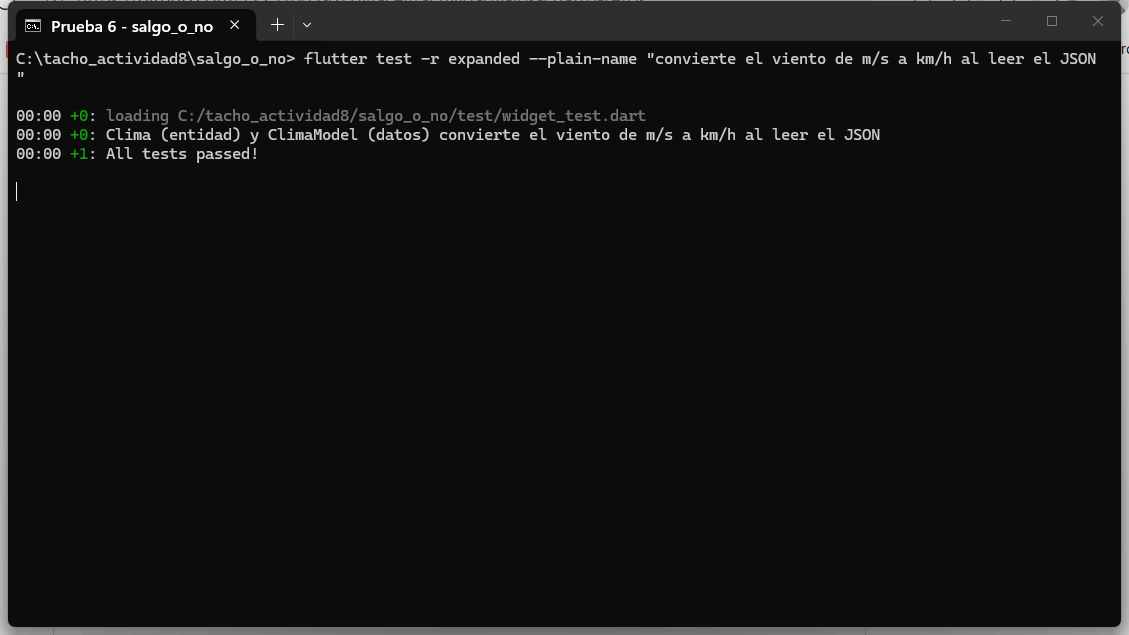 Prueba 6 - salgo_o_no
C:\tacho_actividad8\salgo_o_no> flutter test -r expanded --plain-name "convierte el viento de m/s a km/h al leer el JSON
"
00:00 +0: loading C:/tacho_actividad8/salgo_o_no/test/widget_test.dart
00:00 +0: Clima (entidad) y ClimaModel (datos) convierte el viento de m/s a km/h al leer el JSON
00:00 +1: All tests passed!